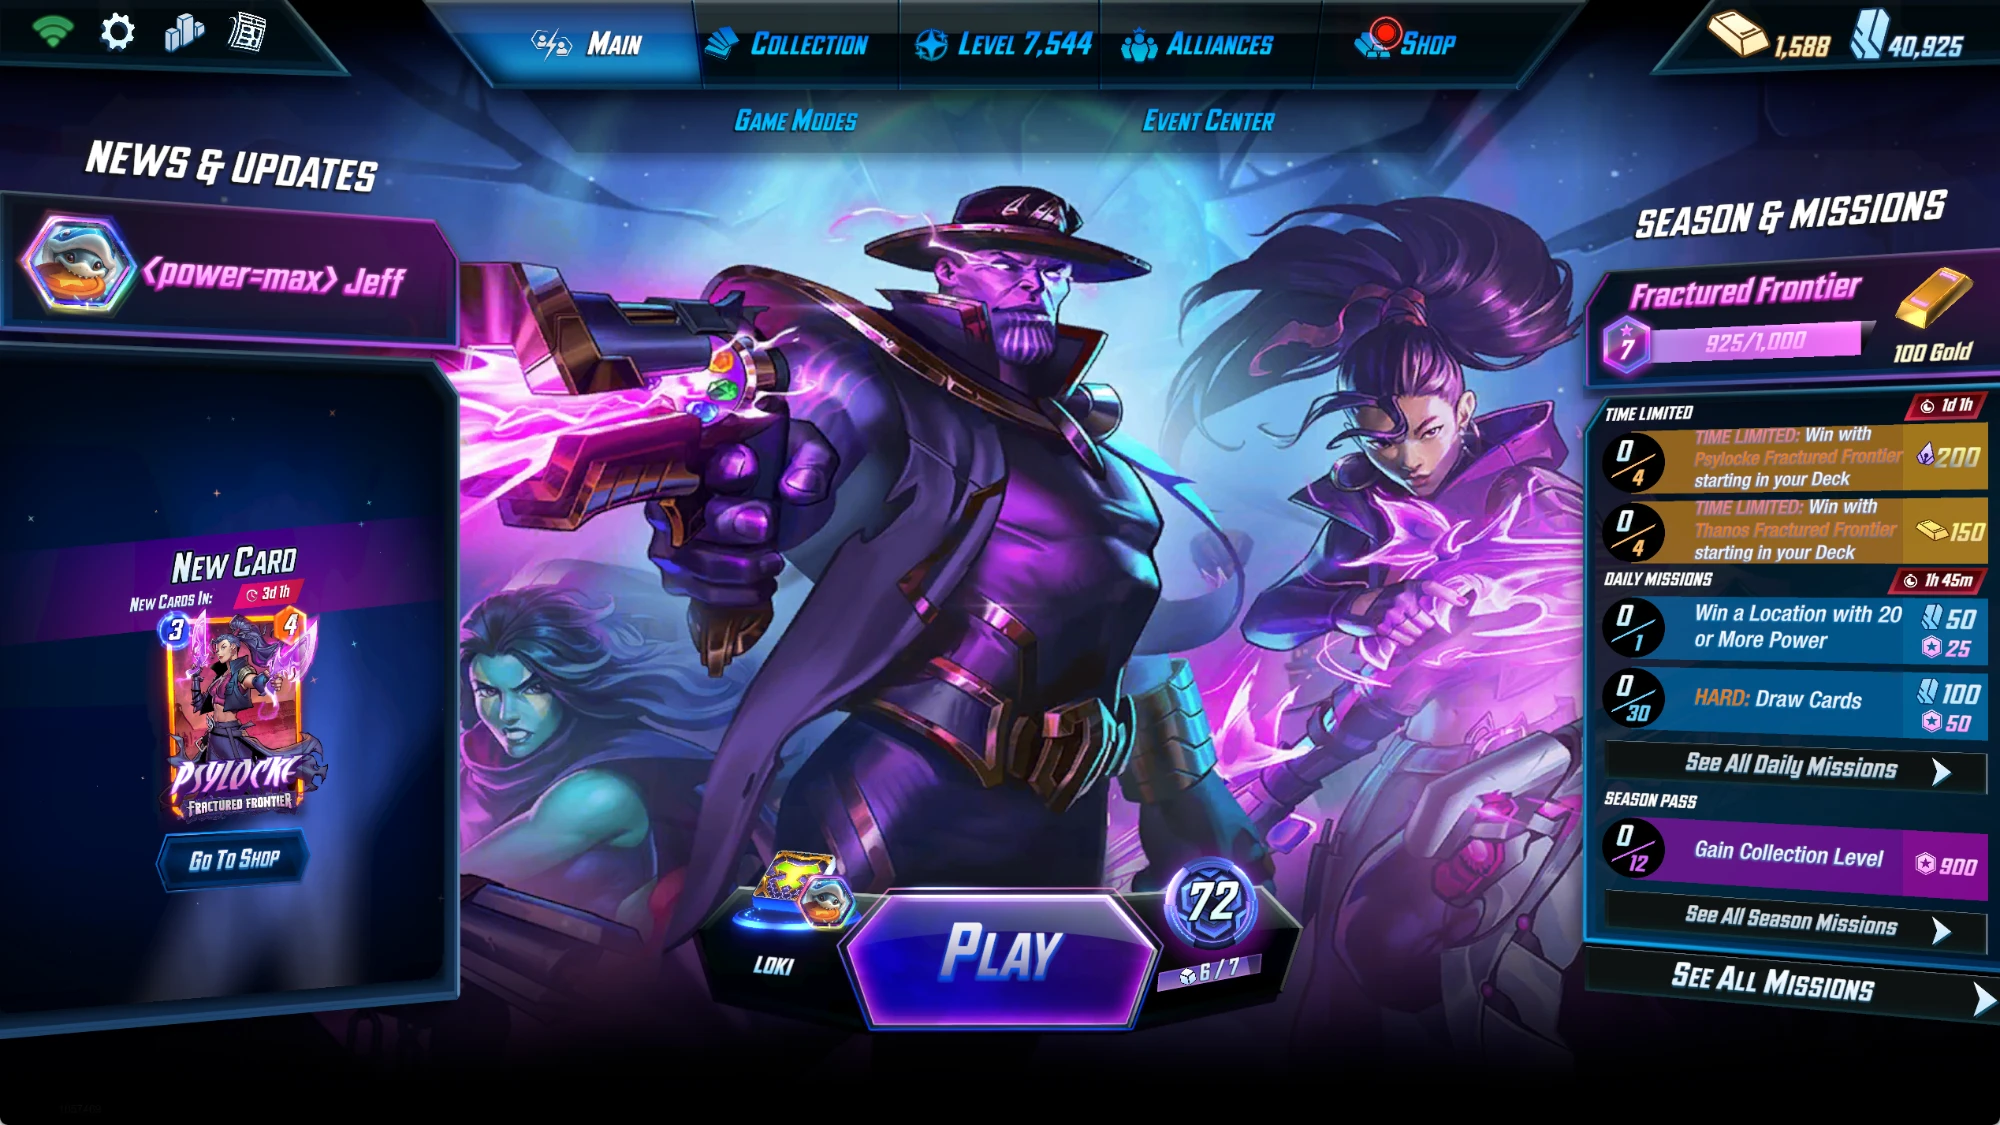 MAIN
COLLECTION
LEVEL 7,544
ALLIANCES
SHOP
1,588
40,925
GAME MODES
EVENT CENTER
NEWS & UPDATES
<power=max> Jeff
NEW CARD
NEW CARDS IN:
3d 1h
3
4
PSYLOCKE
FRACTURED FRONTIER
GO TO SHOP
LOKI
PLAY
72
6/7
SEASON & MISSIONS
Fractured Frontier
7
925/1,000
100 Gold
TIME LIMITED
1d 1h
0/4
TIME LIMITED: Win with
Psylocke Fractured Frontier
starting in your Deck
200
0/4
TIME LIMITED: Win with
Thanos Fractured Frontier
starting in your Deck
150
DAILY MISSIONS
1h 45m
0/1
Win a Location with 20
or More Power
50
25
0/30
HARD: Draw Cards
100
50
See All Daily Missions
SEASON PASS
0/12
Gain Collection Level
900
See All Season Missions
SEE ALL MISSIONS